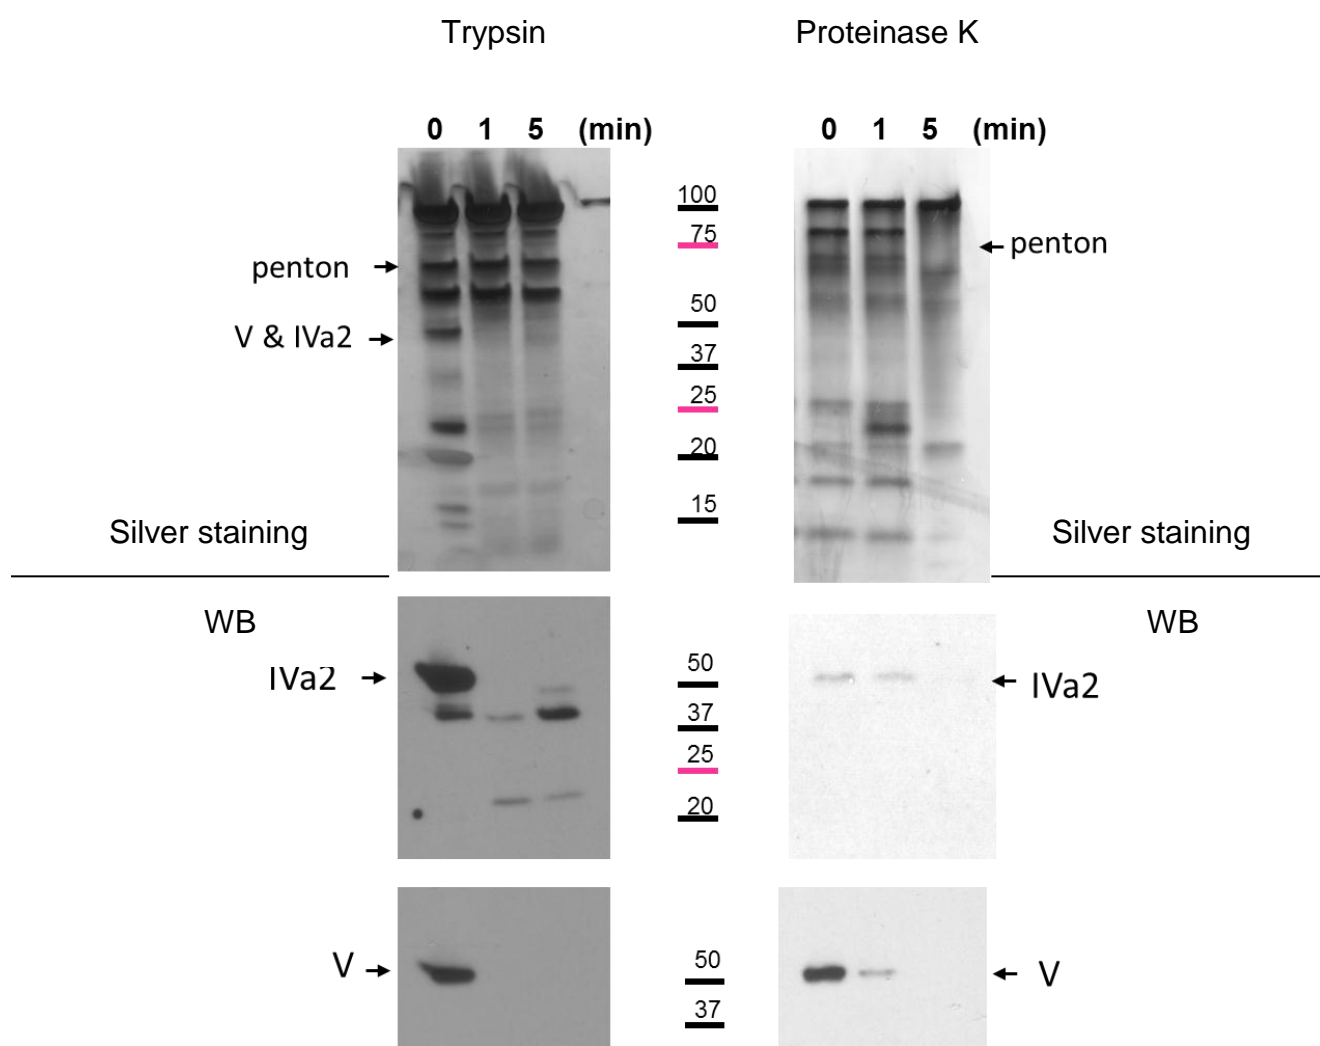 Trypsin
Proteinase K
0 1 5 (min)
0 1 5 (min)
100
75
50
37
25
20
15
penton
V & IVa2
penton
Silver staining
Silver staining
WB
WB
IVa2
50
37
25
20
IVa2
V
50
37
V